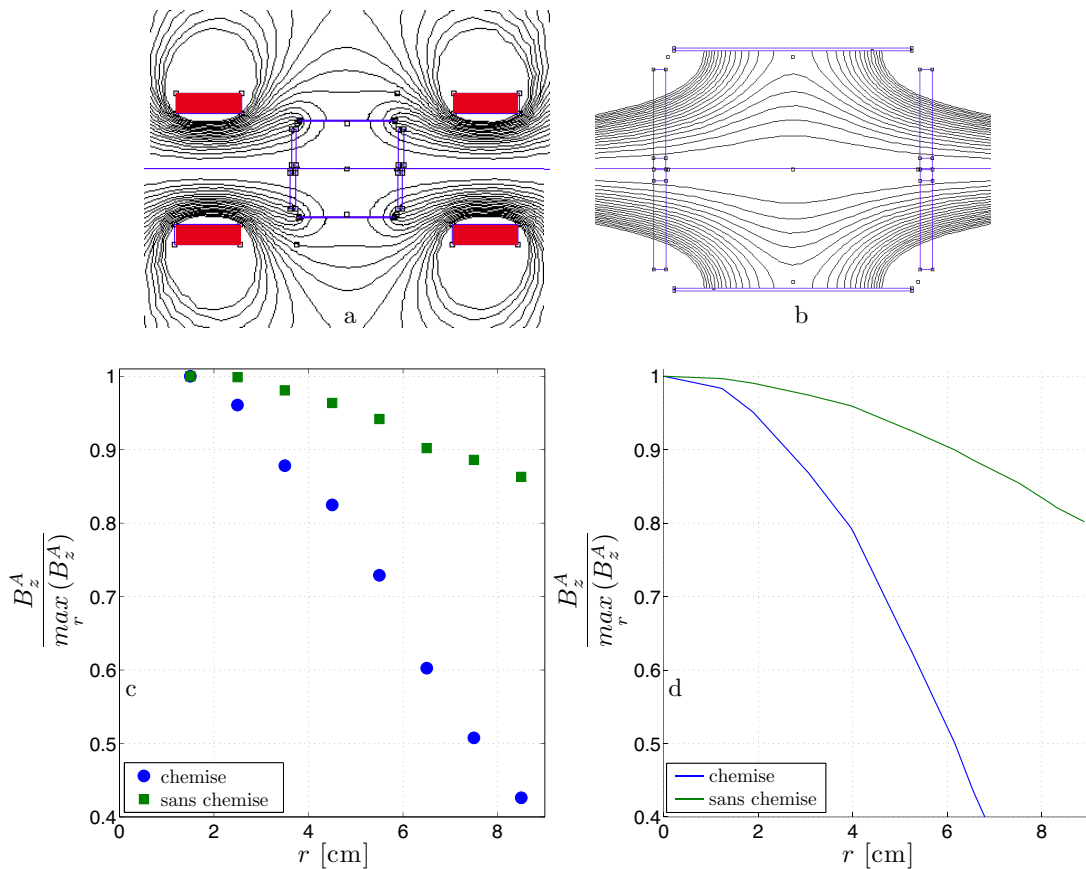 a
b
1
0.9
0.8
0.7
0.6
0.5
0.4
0
2
4
6
8
B_z^A / max_r (B_z^A)
r [cm]
c
chemise
sans chemise
1
0.9
0.8
0.7
0.6
0.5
0.4
0
2
4
6
8
B_z^A / max_r (B_z^A)
r [cm]
d
chemise
sans chemise